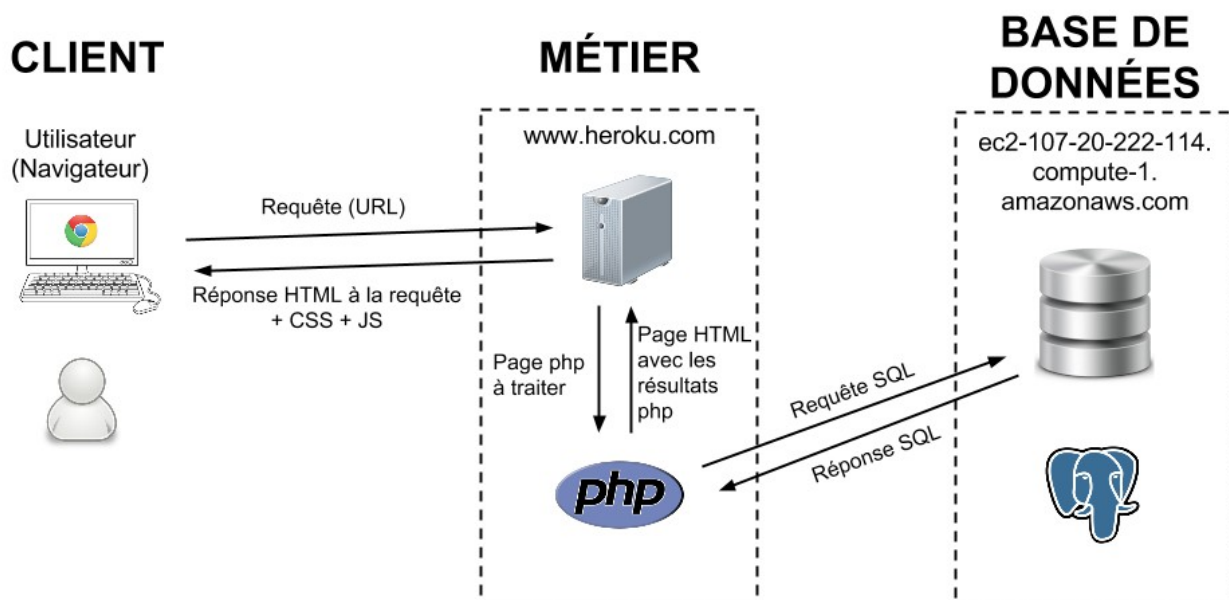 CLIENT
MÉTIER
BASE DE
DONNÉES
Utilisateur
(Navigateur)
www.heroku.com
ec2-107-20-222-114.
compute-1.
amazonaws.com
Requête (URL)
Réponse HTML à la requête
+ CSS + JS
Page php
à traiter
Page HTML
avec les
résultats
php
Requête SQL
Réponse SQL
php